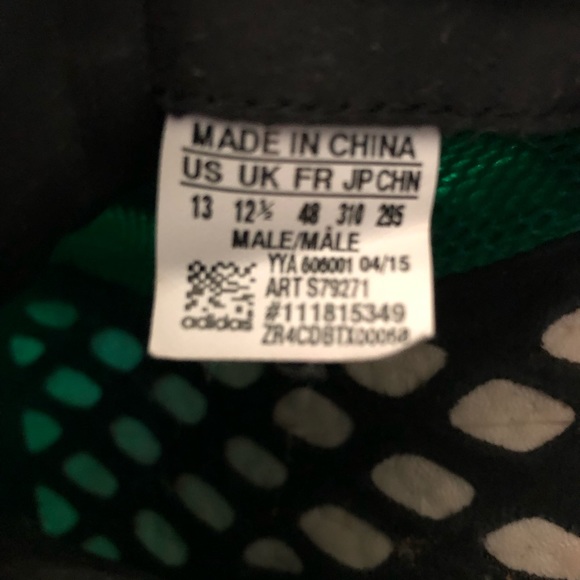 MADE IN CHINA
US UK FR JP CHN
13 12½ 48 310 295
MALE/MÂLE
YYA 606001 04/15
ART S79271
#111815349
adidas
ZR4CDBTX00068